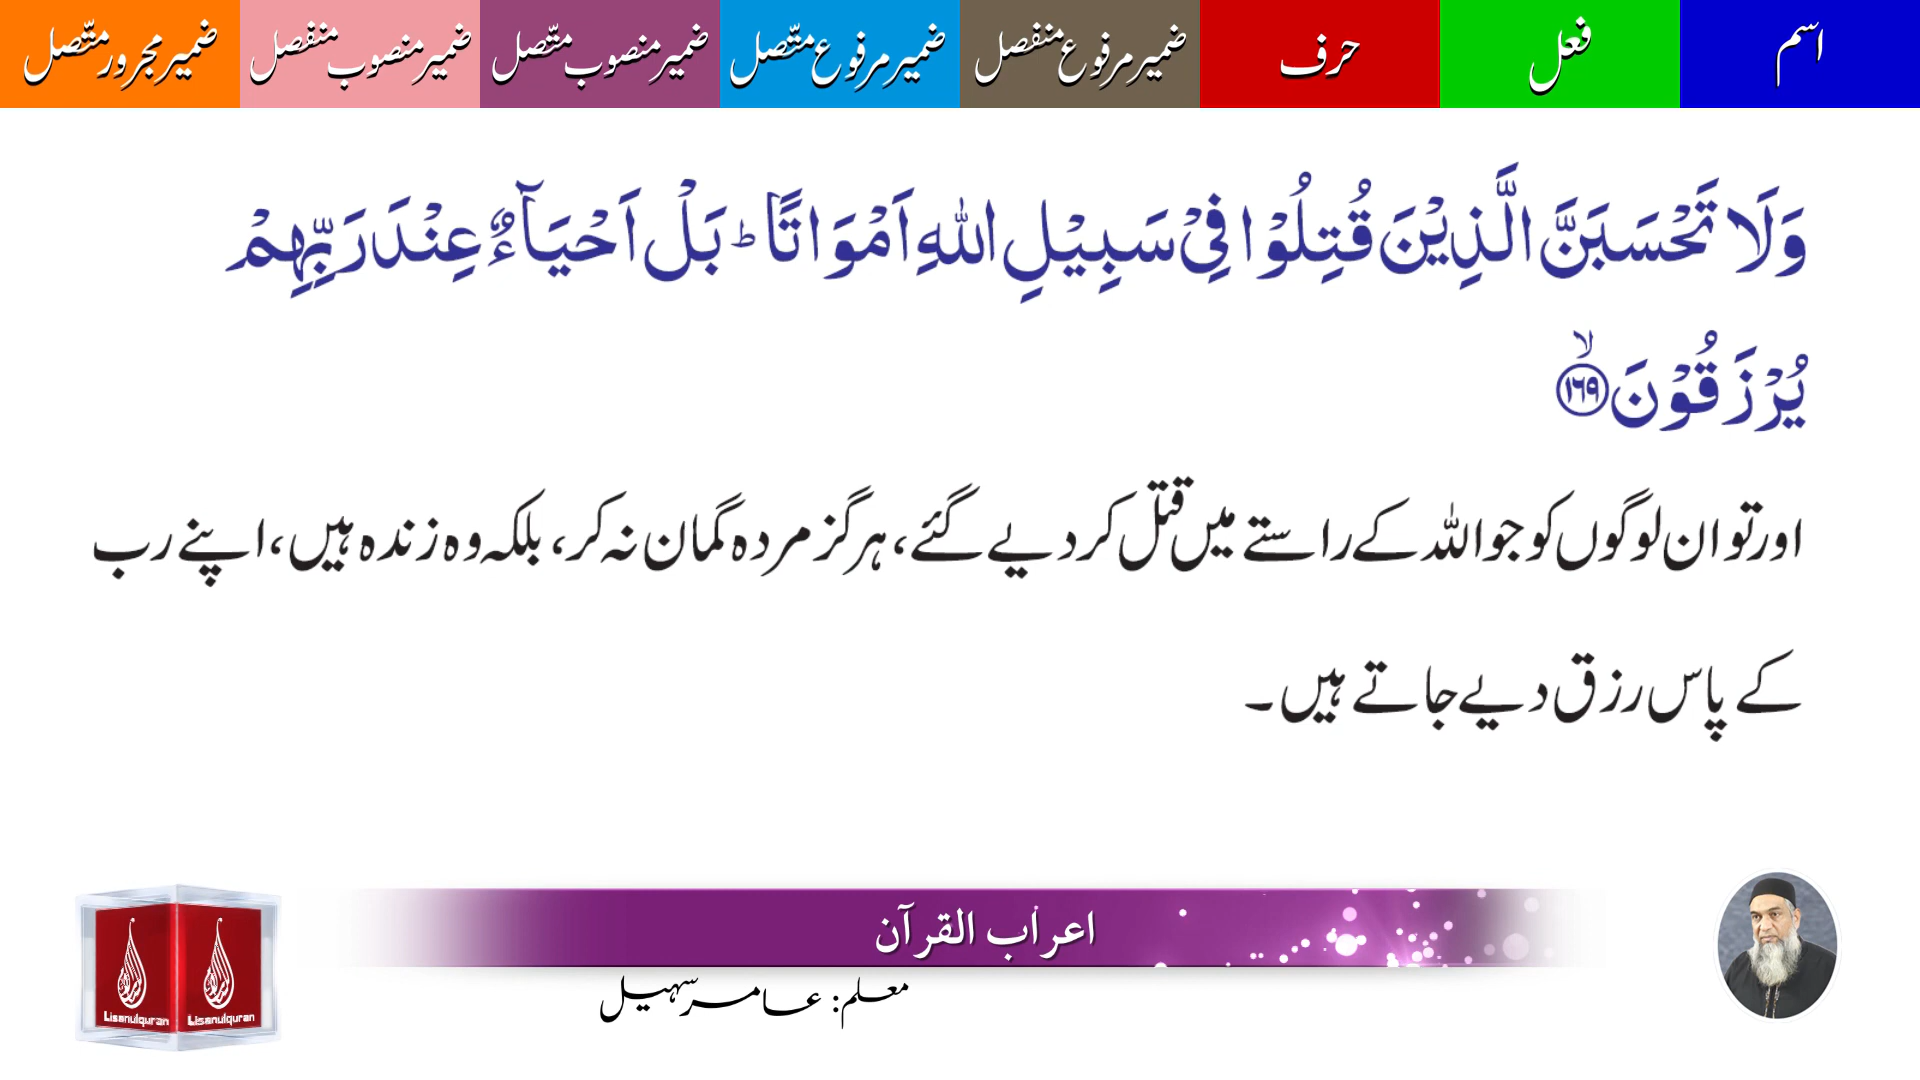 اسم فعل حرف ضمیر مرفوع منفصل ضمیر مرفوع متّصل ضمیر منصوب متّصل ضمیر منصوب منفصل ضمیر مجرور متّصل
وَلَا تَحْسَبَنَّ الَّذِيْنَ قُتِلُوْا فِيْ سَبِيْلِ اللّٰهِ اَمْوَاتًا ؕ بَلْ اَحْيَآءٌ عِنْدَ رَبِّهِمْ
يُرْزَقُوْنَ ۙ۱۶۹
اور تو ان لوگوں کو جو اللہ کے راستے میں قتل کر دیے گئے، ہرگز مردہ گمان نہ کر، بلکہ وہ زندہ ہیں، اپنے رب
کے پاس رزق دیے جاتے ہیں۔
اعراب القرآن
معلم: عامر سہیل
Lisanulquran Lisanulquran